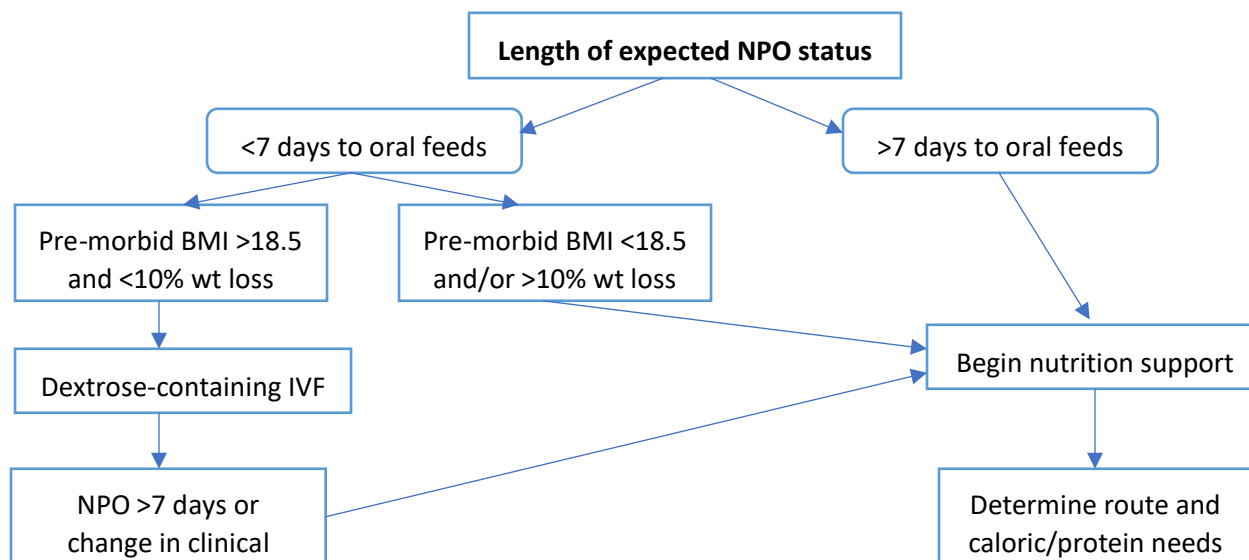 Length of expected NPO status
<7 days to oral feeds
>7 days to oral feeds
Pre-morbid BMI >18.5
and <10% wt loss
Pre-morbid BMI <18.5
and/or >10% wt loss
Dextrose-containing IVF
Begin nutrition support
NPO >7 days or
change in clinical
Determine route and
caloric/protein needs